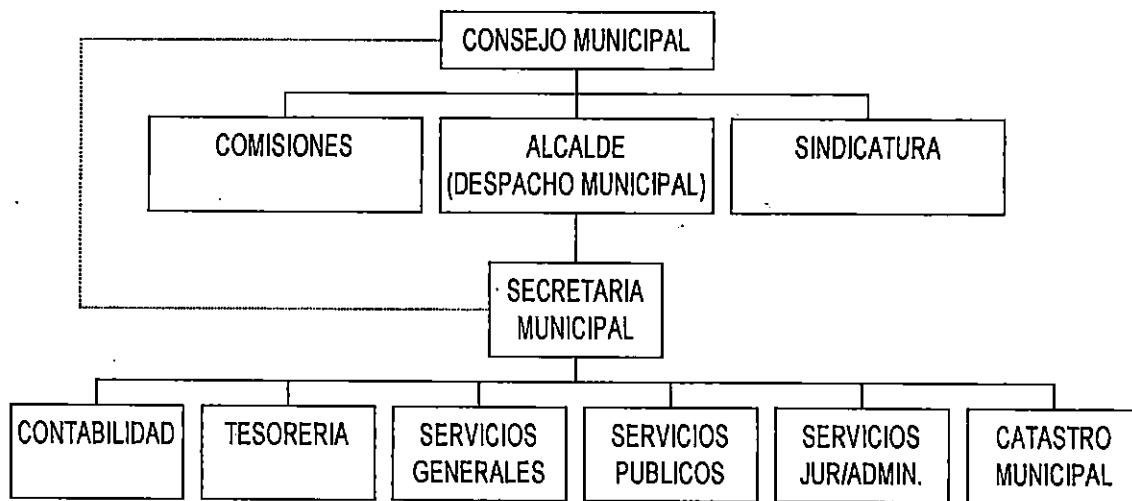 CONSEJO MUNICIPAL
COMISIONES
ALCALDE
(DESPACHO MUNICIPAL)
SINDICATURA
SECRETARIA
MUNICIPAL
CONTABILIDAD
TESORERIA
SERVICIOS
GENERALES
SERVICIOS
PUBLICOS
SERVICIOS
JUR/ADMIN.
CATASTRO
MUNICIPAL